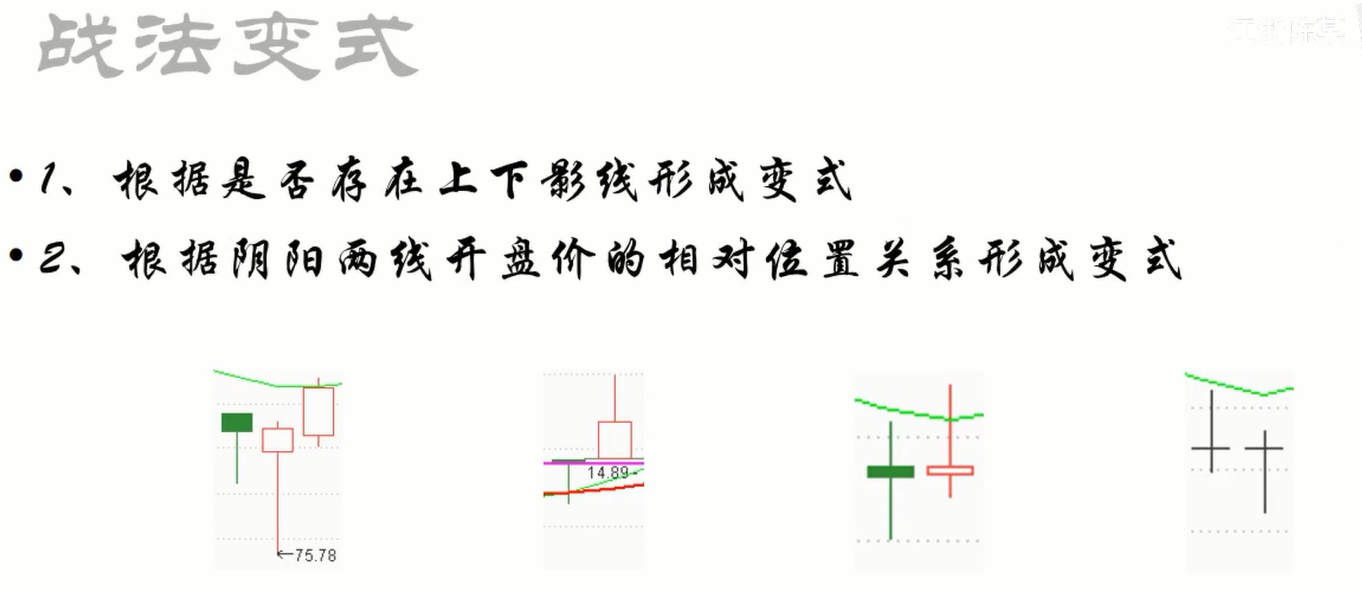 战法变式
• 1、根据是否存在上下影线形成变式
• 2、根据阴阳两线开盘价的相对位置关系形成变式
←75.78
14.89